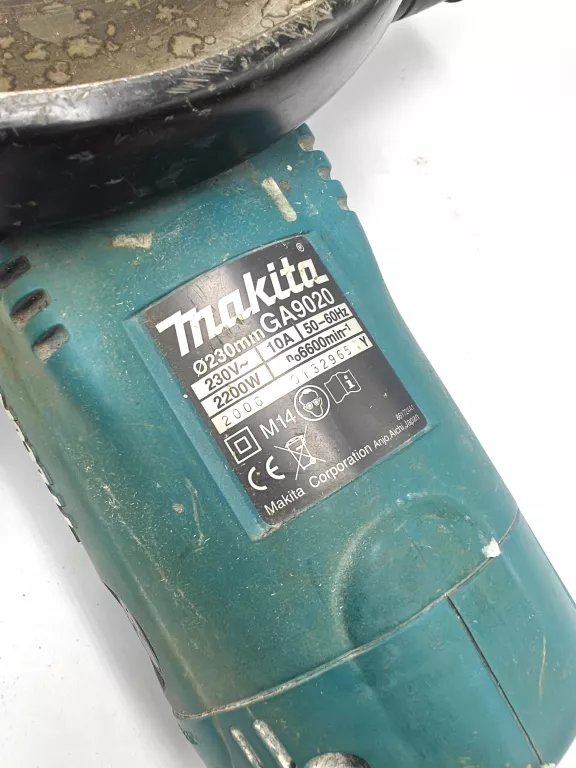 makita®
ø230mm GA9020
230V~ 10A 50-60Hz
2200W n₀6600min⁻¹
2006 Y
M14
CE
Makita Corporation Anjo,Aichi,Japan